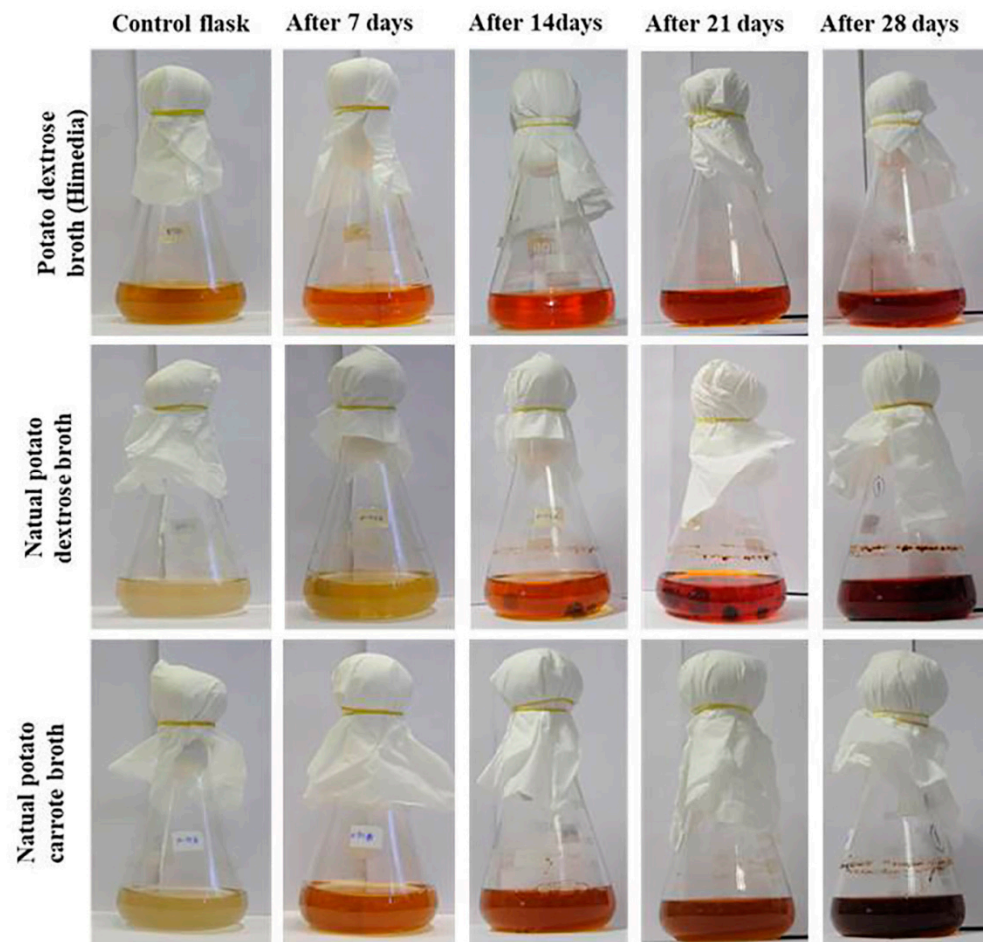 Control flask
After 7 days
After 14days
After 21 days
After 28 days
Potato dextrose
broth (Himedia)
Natual potato
dextrose broth
Natual potato
carrote broth